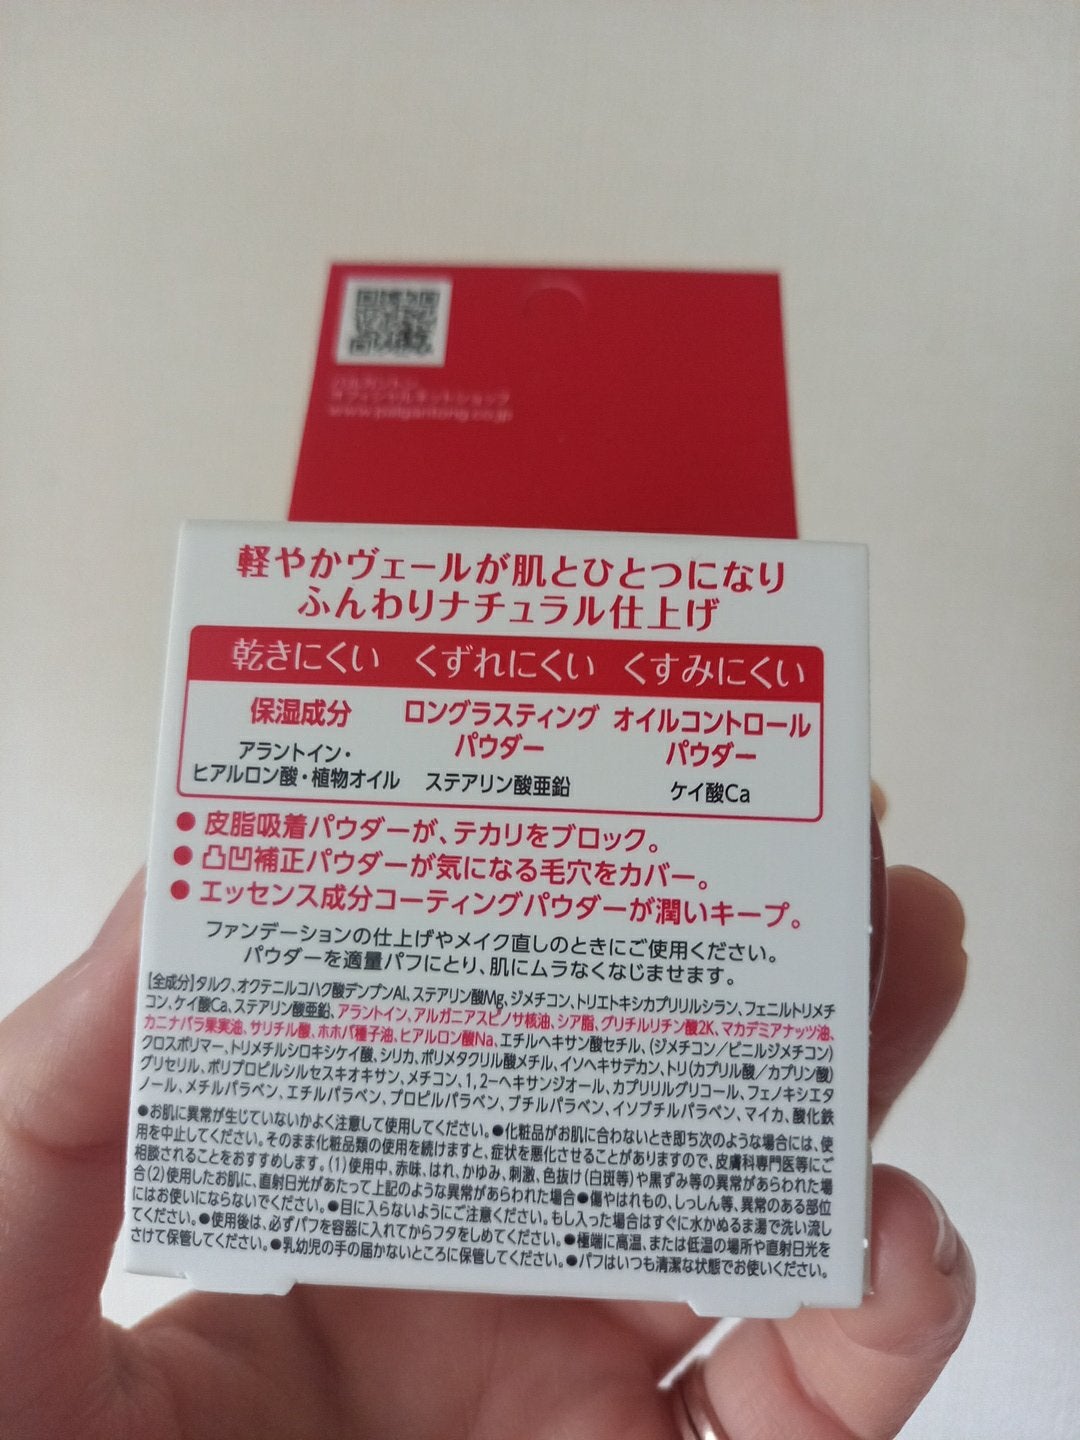 パルガントン
オフィシャルネットショップ
www.palgantong.co.jp
軽やかヴェールが肌とひとつになり
ふんわりナチュラル仕上げ
乾きにくい くずれにくい くすみにくい
保湿成分 ロングラスティング オイルコントロール
パウダー パウダー
アラントイン・
ヒアルロン酸・植物オイル ステアリン酸亜鉛 ケイ酸Ca
●皮脂吸着パウダーが、テカリをブロック。
●凸凹補正パウダーが気になる毛穴をカバー。
●エッセンス成分コーティングパウダーが潤いキープ。
ファンデーションの仕上げやメイク直しのときにご使用ください。
パウダーを適量パフにとり、肌にムラなくなじませます。
【全成分】タルク、オクテニルコハク酸デンプンAl、ステアリン酸Mg、ジメチコン、トリエトキシカプリリルシラン、フェニルトリメチ
コン、ケイ酸Ca、ステアリン酸亜鉛、アラントイン、アルガニアスピノサ核油、シア脂、グリチルリチン酸2K、マカデミアナッツ油、
カニナバラ果実油、サリチル酸、ホホバ種子油、ヒアルロン酸Na、エチルヘキサン酸セチル、(ジメチコン/ビニルジメチコン)
クロスポリマー、トリメチルシロキシケイ酸、シリカ、ポリメタクリル酸メチル、イソヘキサデカン、トリ(カプリル酸/カプリン酸)
グリセリル、ポリプロピルシルセスキオキサン、メチコン、1,2-ヘキサンジオール、カプリリルグリコール、フェノキシエタ
ノール、メチルパラベン、エチルパラベン、プロピルパラベン、ブチルパラベン、イソブチルパラベン、マイカ、酸化鉄
●お肌に異常が生じていないかよく注意して使用してください。●化粧品がお肌に合わないとき即ち次のような場合には、使
用を中止してください。そのまま化粧品類の使用を続けますと、症状を悪化させることがありますので、皮膚科専門医等にご
相談されることをおすすめします。(1)使用中、赤味、はれ、かゆみ、刺激、色抜け(白斑等)や黒ずみ等の異常があらわれた場
合(2)使用したお肌に、直射日光があたって上記のような異常があらわれた場合●傷やはれもの、しっしん等、異常のある部位
にはお使いにならないでください。●目に入らないようにご注意ください。もし入った場合はすぐに水かぬるま湯で洗い流し
てください。●使用後は、必ずパフを容器に入れてからフタをしめてください。●極端に高温、または低温の場所や直射日光を
さけて保管してください。●乳幼児の手の届かないところに保管してください。●パフはいつも清潔な状態でお使いください。